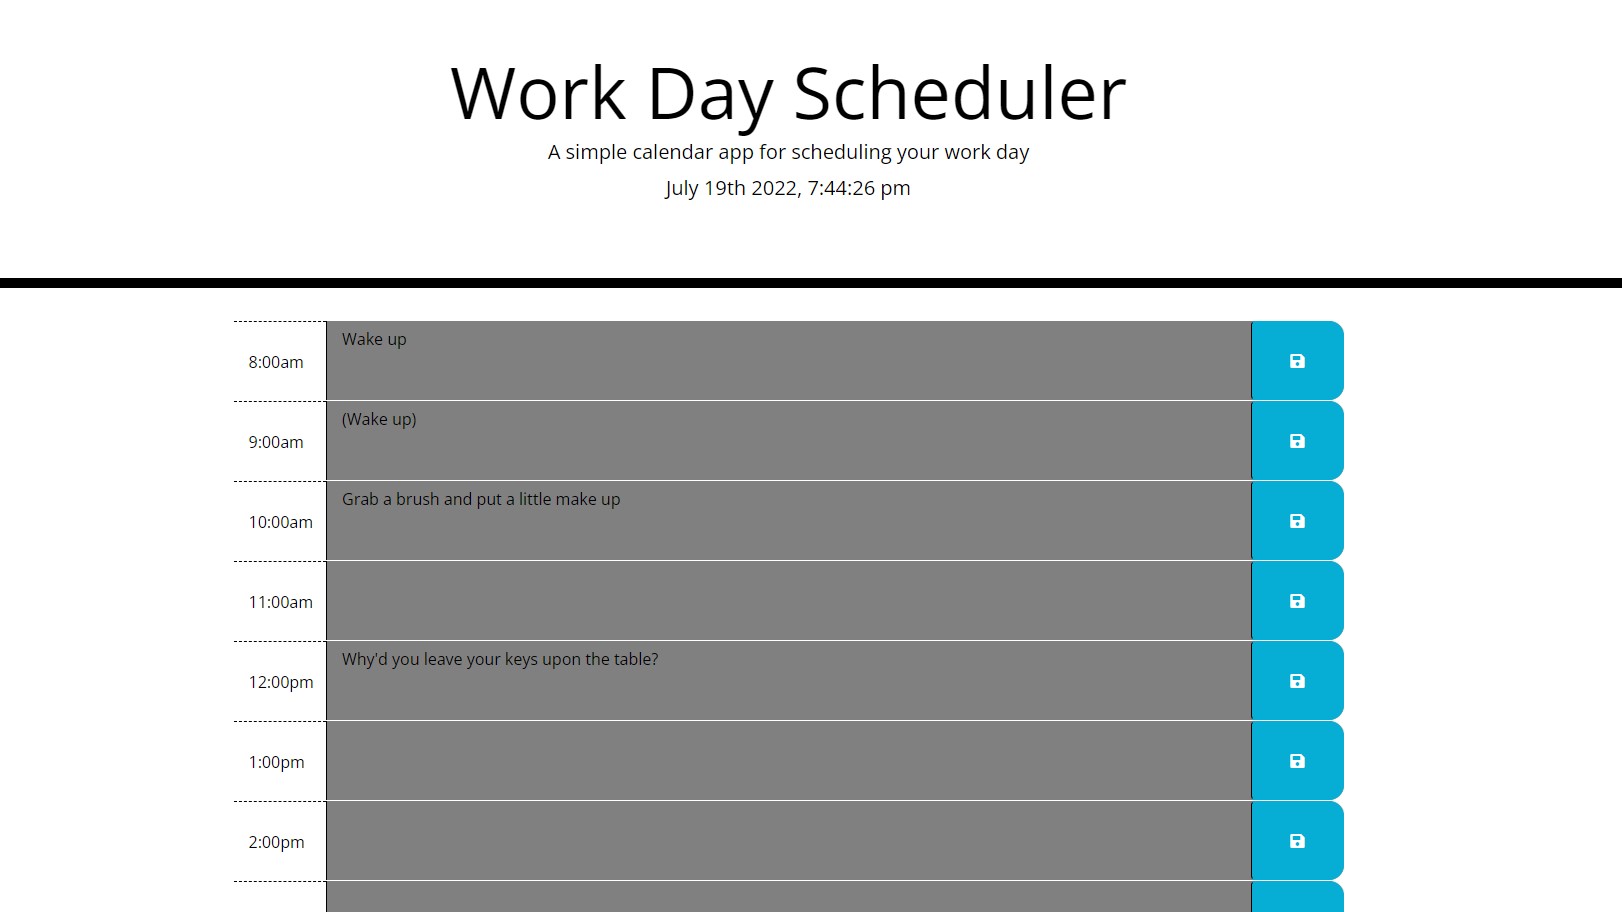 Work Day Scheduler
A simple calendar app for scheduling your work day
July 19th 2022, 7:44:26 pm
8:00am Wake up
9:00am (Wake up)
10:00am Grab a brush and put a little make up
11:00am
12:00pm Why'd you leave your keys upon the table?
1:00pm
2:00pm